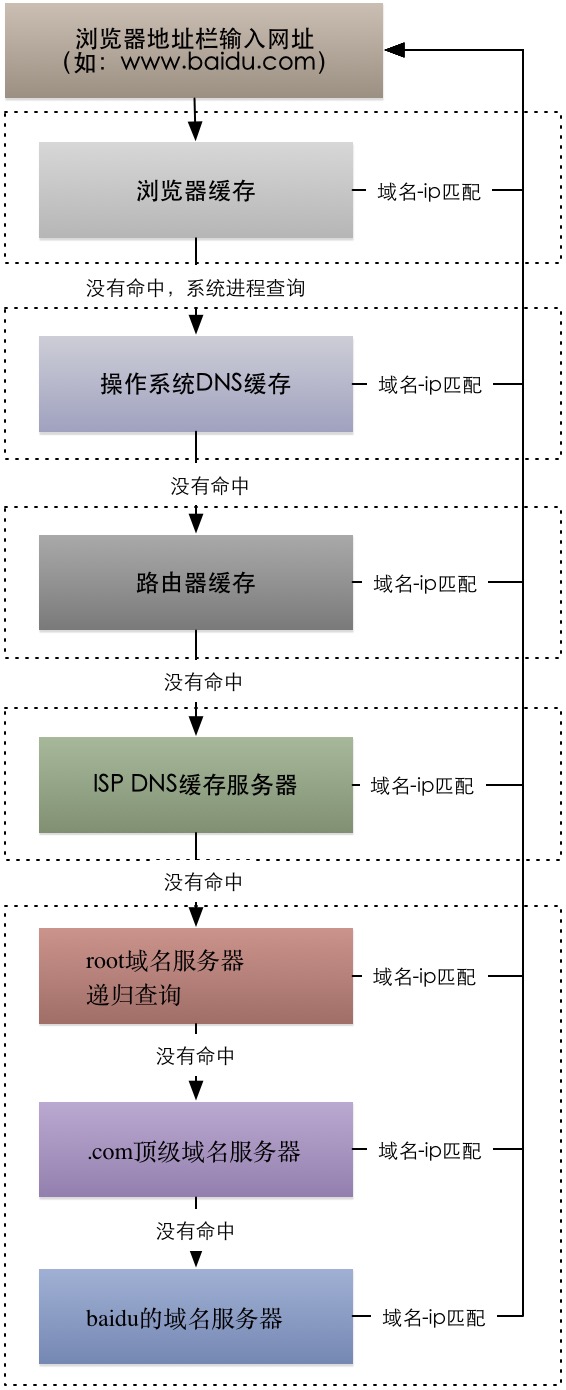 浏览器地址栏输入网址
（如：www.baidu.com）
浏览器缓存
域名-ip匹配
没有命中，系统进程查询
操作系统DNS缓存
域名-ip匹配
没有命中
路由器缓存
域名-ip匹配
没有命中
ISP DNS缓存服务器
域名-ip匹配
没有命中
root域名服务器
递归查询
域名-ip匹配
没有命中
.com顶级域名服务器
域名-ip匹配
没有命中
baidu的域名服务器
域名-ip匹配